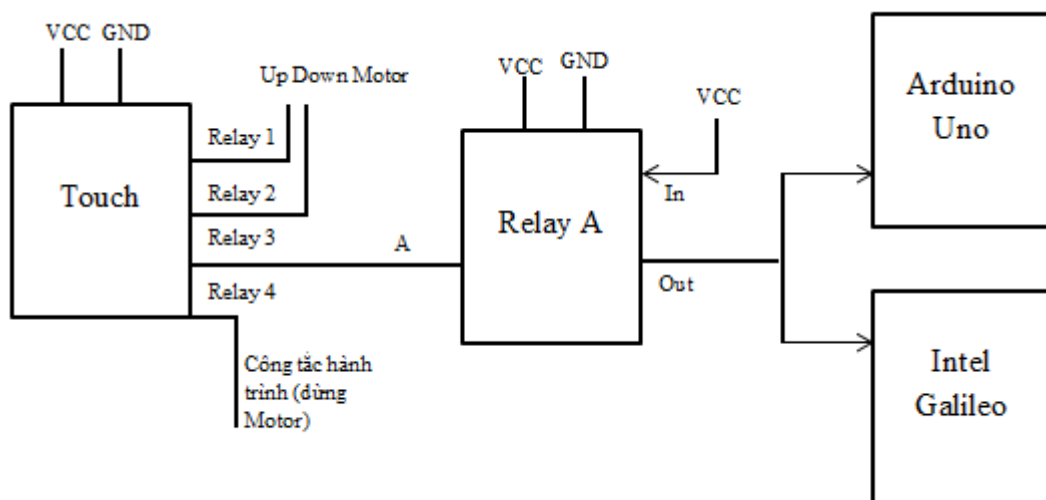 VCC GND
Up Down Motor
Relay 1
Relay 2
Relay 3
Relay 4
Touch
A
Công tắc hành
trình (dừng
Motor)
VCC GND
VCC
In
Relay A
Out
Arduino
Uno
Intel
Galileo